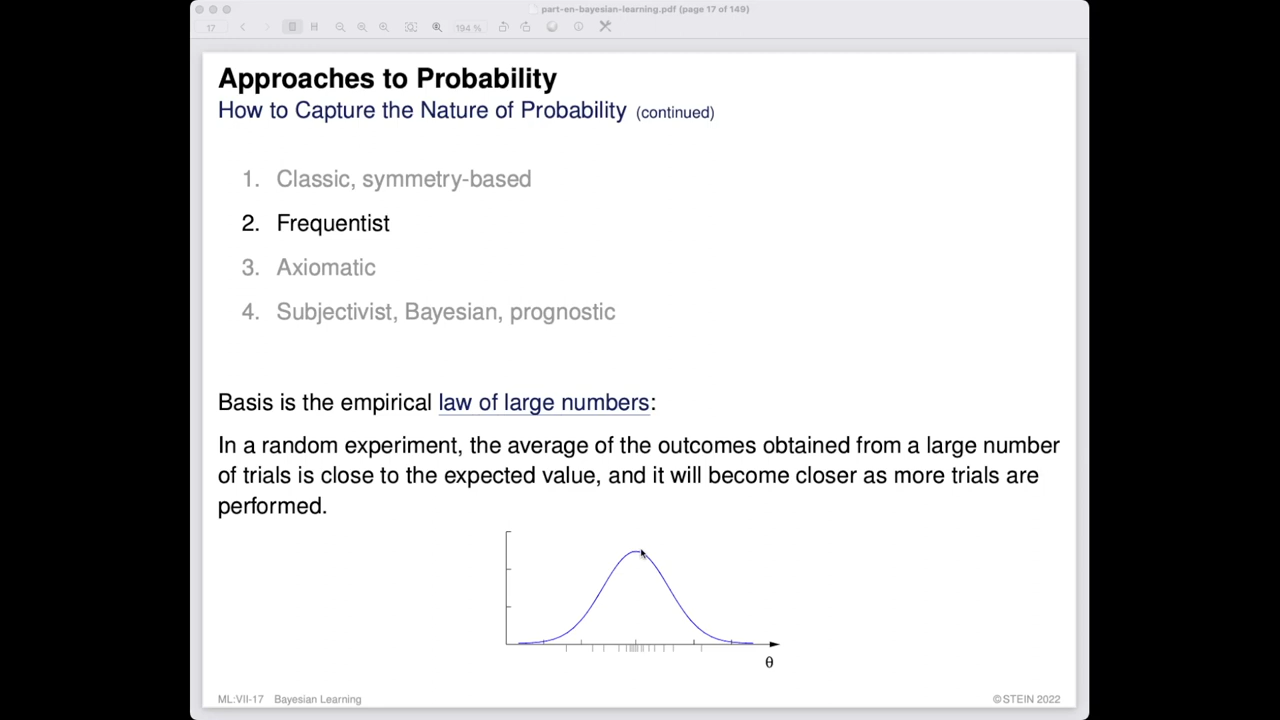 part-en-bayesian-learning.pdf (page 17 of 149)
17
194 %
Approaches to Probability
How to Capture the Nature of Probability (continued)
1. Classic, symmetry-based
2. Frequentist
3. Axiomatic
4. Subjectivist, Bayesian, prognostic
Basis is the empirical law of large numbers:
In a random experiment, the average of the outcomes obtained from a large number
of trials is close to the expected value, and it will become closer as more trials are
performed.
θ
ML:VII-17 Bayesian Learning
©STEIN 2022